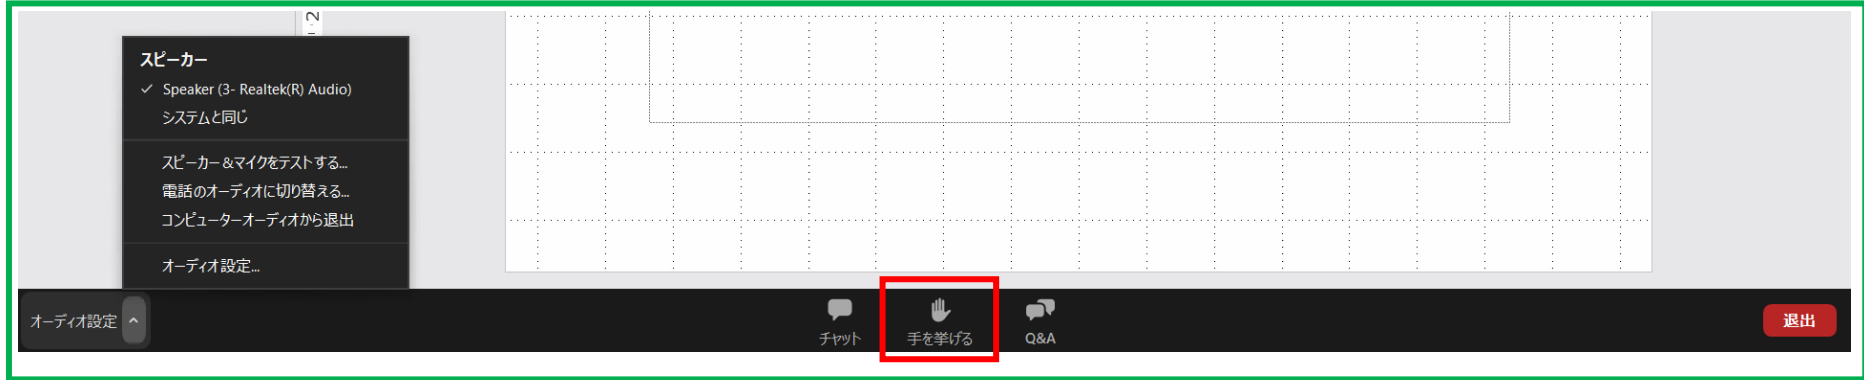 スピーカー
Speaker (3- Realtek(R) Audio)
システムと同じ
スピーカー&マイクをテストする...
電話のオーディオに切り替える...
コンピューターオーディオから退出
オーディオ設定...
オーディオ設定
チャット
手を挙げる
Q&A
退出
2